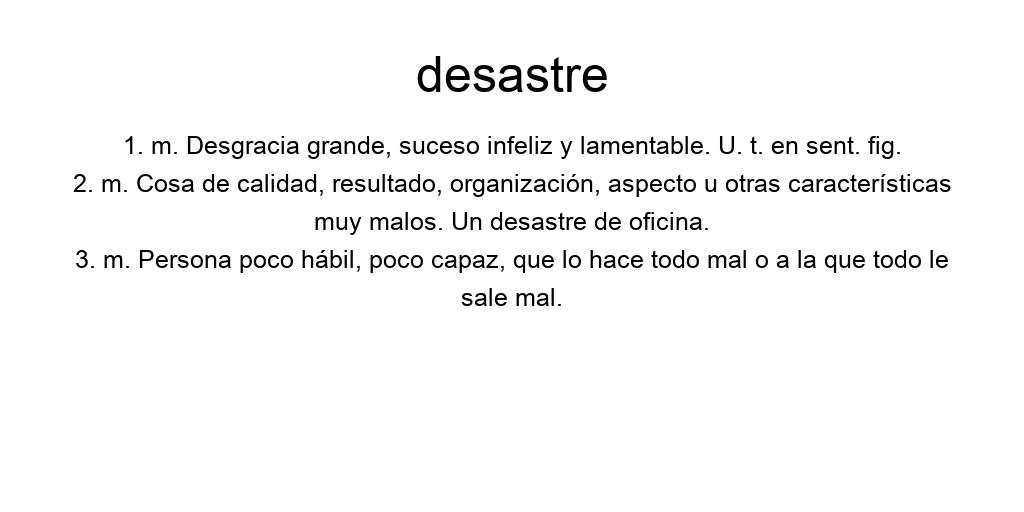 desastre
1. m. Desgracia grande, suceso infeliz y lamentable. U. t. en sent. fig.
2. m. Cosa de calidad, resultado, organización, aspecto u otras características
muy malos. Un desastre de oficina.
3. m. Persona poco hábil, poco capaz, que lo hace todo mal o a la que todo le
sale mal.